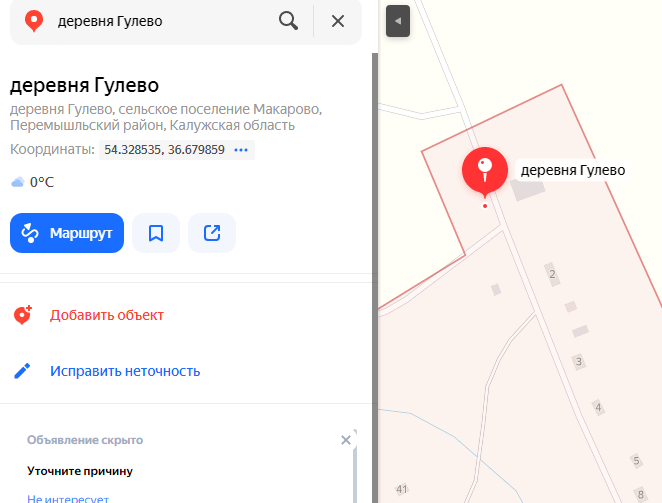 деревня Гулево
деревня Гулево
деревня Гулево, сельское поселение Макарово,
Перемышльский район, Калужская область
Координаты: 54.328535, 36.679859 •••
0°C
Маршрут
Добавить объект
Исправить неточность
Объявление скрыто
Уточните причину
Не интересует
деревня Гулево
2
3
4
5
41
8